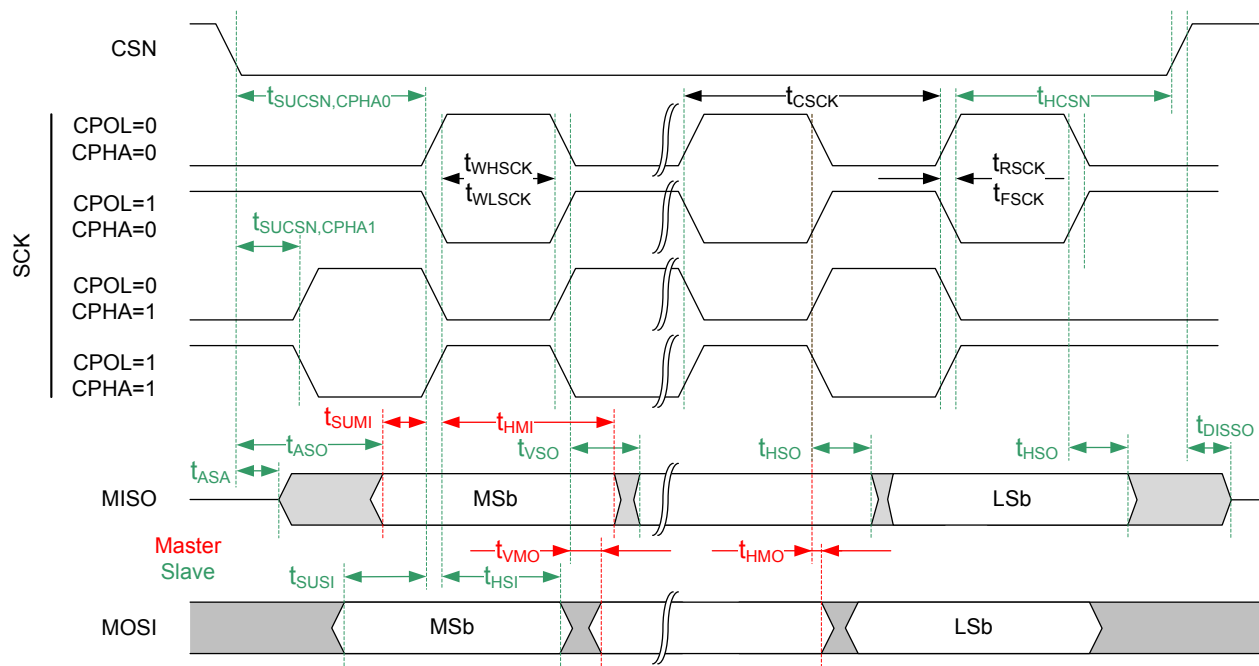 CSN
tSUCSN,CPHA0
tCSCK
tHCSN
SCK
CPOL=0
CPHA=0
tWHSCK
tWLSCK
tRSCK
tFSCK
CPOL=1
CPHA=0
tSUCSN,CPHA1
CPOL=0
CPHA=1
CPOL=1
CPHA=1
tSUMI
tHMI
tASO
tVSO
tHSO
tHSO
tDISSO
tASA
MISO
MSb
LSb
Master
Slave
tVMO
tHMO
tSUSI
tHSI
MOSI
MSb
LSb